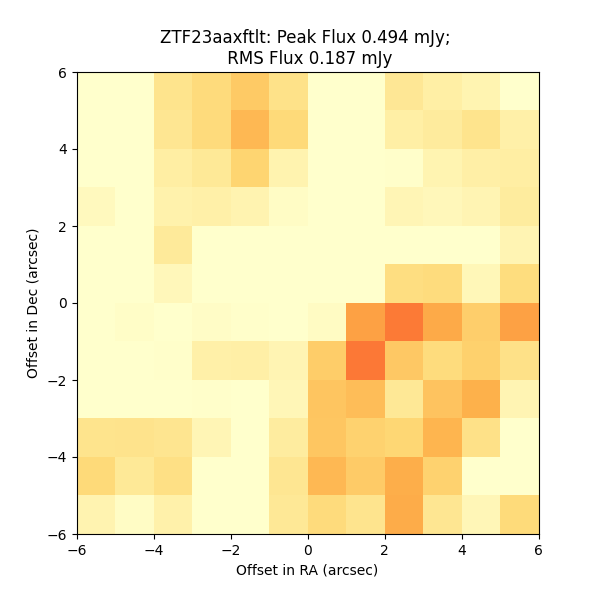 ZTF23aaxftlt: Peak Flux 0.494 mJy;
RMS Flux 0.187 mJy
6
4
2
0
−2
−4
−6
Offset in Dec (arcsec)
−6 −4 −2 0 2 4 6
Offset in RA (arcsec)